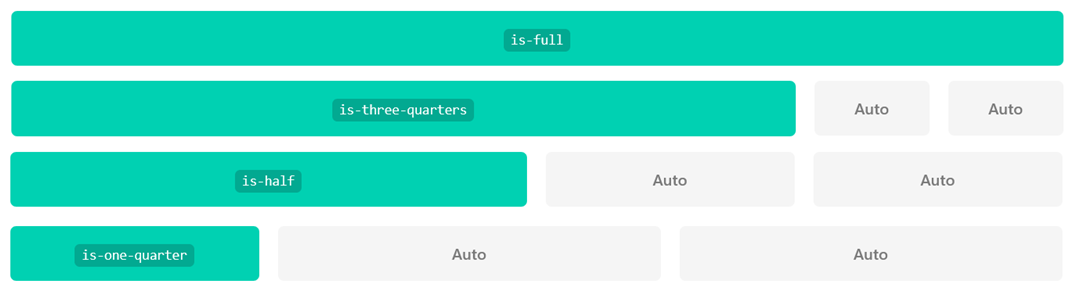 is-full
is-three-quarters Auto Auto
is-half Auto Auto
is-one-quarter Auto Auto